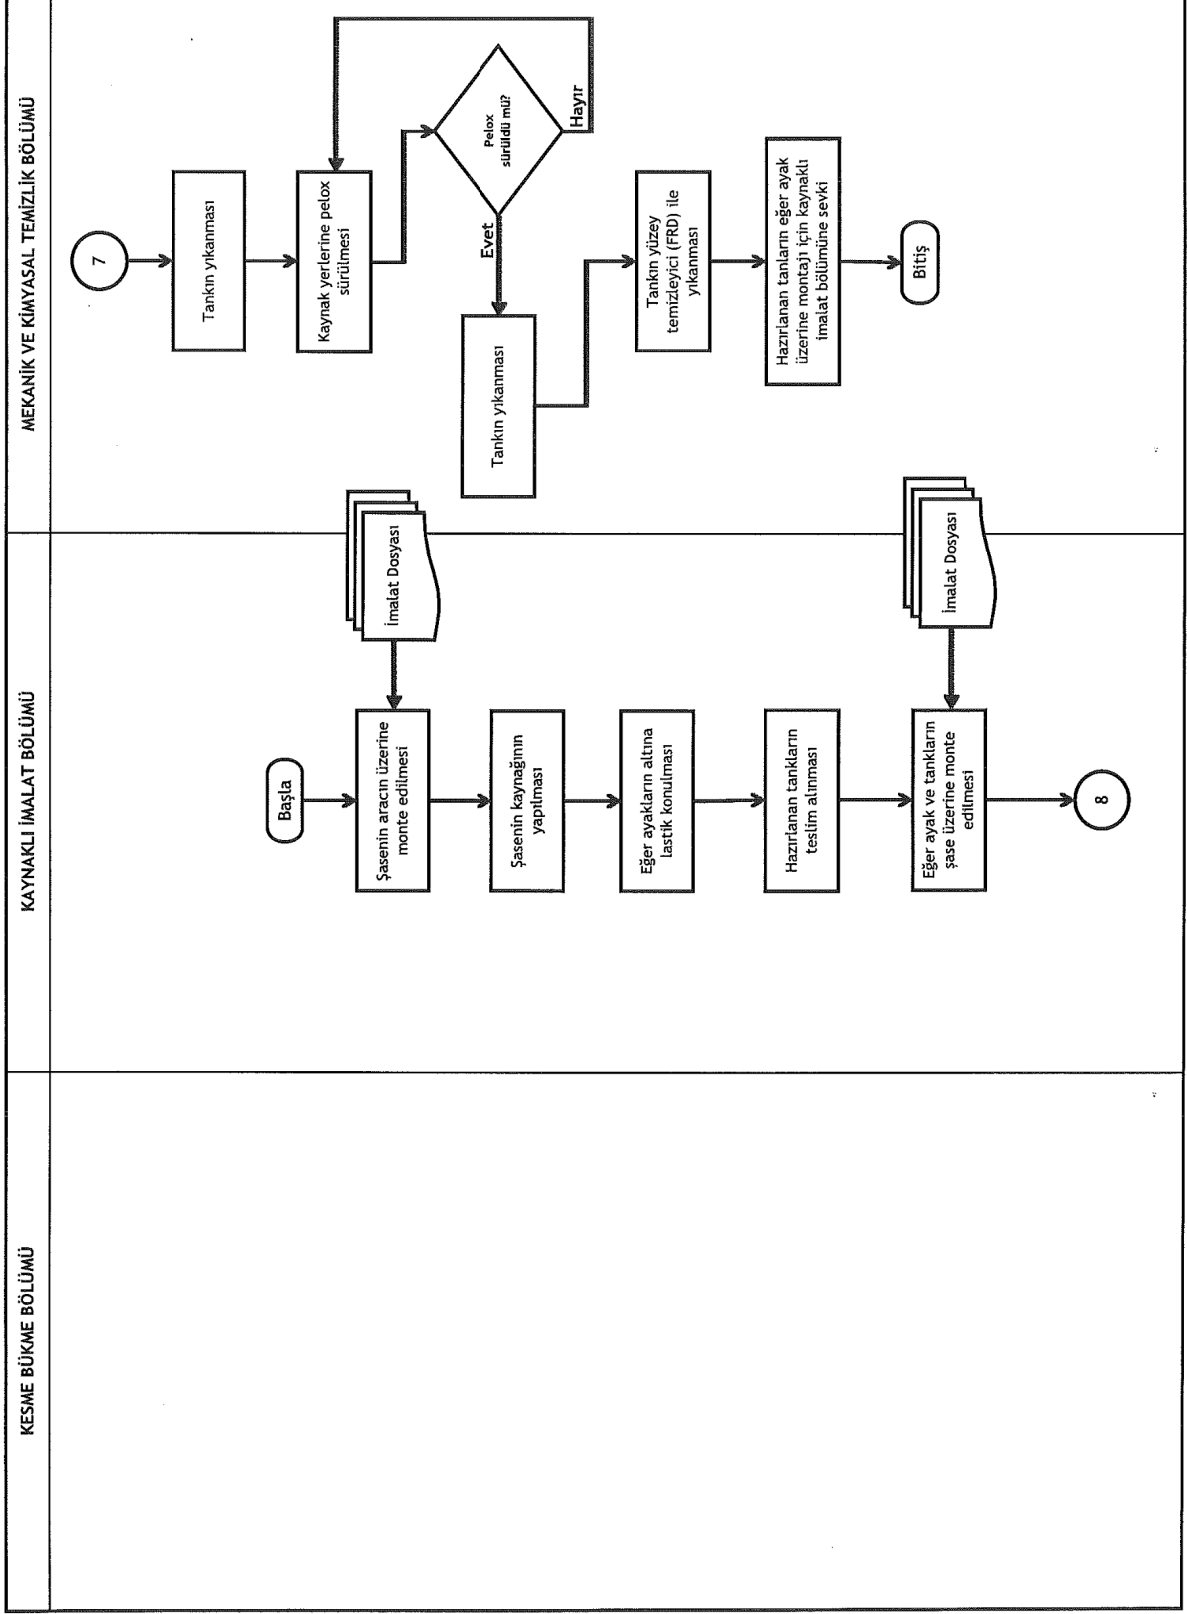 KESME BÜKME BÖLÜMÜ
KAYNAKLI İMALAT BÖLÜMÜ
MEKANİK VE KİMYASAL TEMİZLİK BÖLÜMÜ
Başla
Şasenin aracın üzerine
monte edilmesi
İmalat Dosyası
Şasenin kaynağının
yapılması
Eğer ayakların altına
lastik konulması
Hazırlanan tankların
teslim alınması
Eğer ayak ve tankların
şase üzerine monte
edilmesi
İmalat Dosyası
8
7
Tankın yıkanması
Kaynak yerlerine pelox
sürülmesi
Pelox
sürüldü mü?
Hayır
Evet
Tankın yıkanması
Tankın yüzey
temizleyici (FRD) ile
yıkanması
Hazırlanan tanların eğer ayak
üzerine montajı için kaynaklı
imalat bölümüne sevki
Bitiş